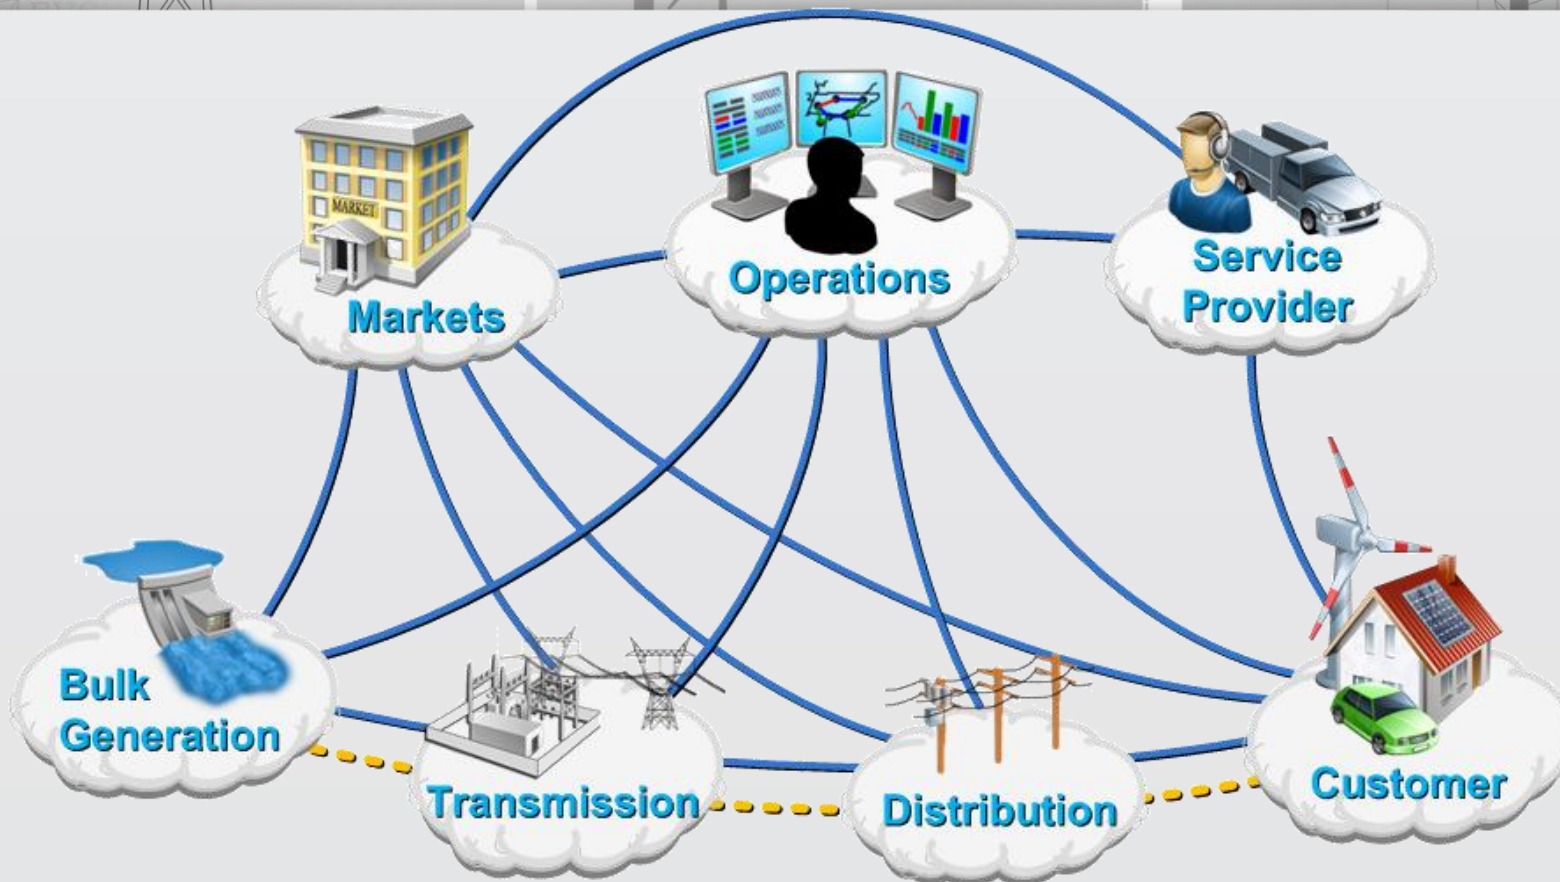 MARKET
Markets
Operations
Service
Provider
Bulk
Generation
Transmission
Distribution
Customer